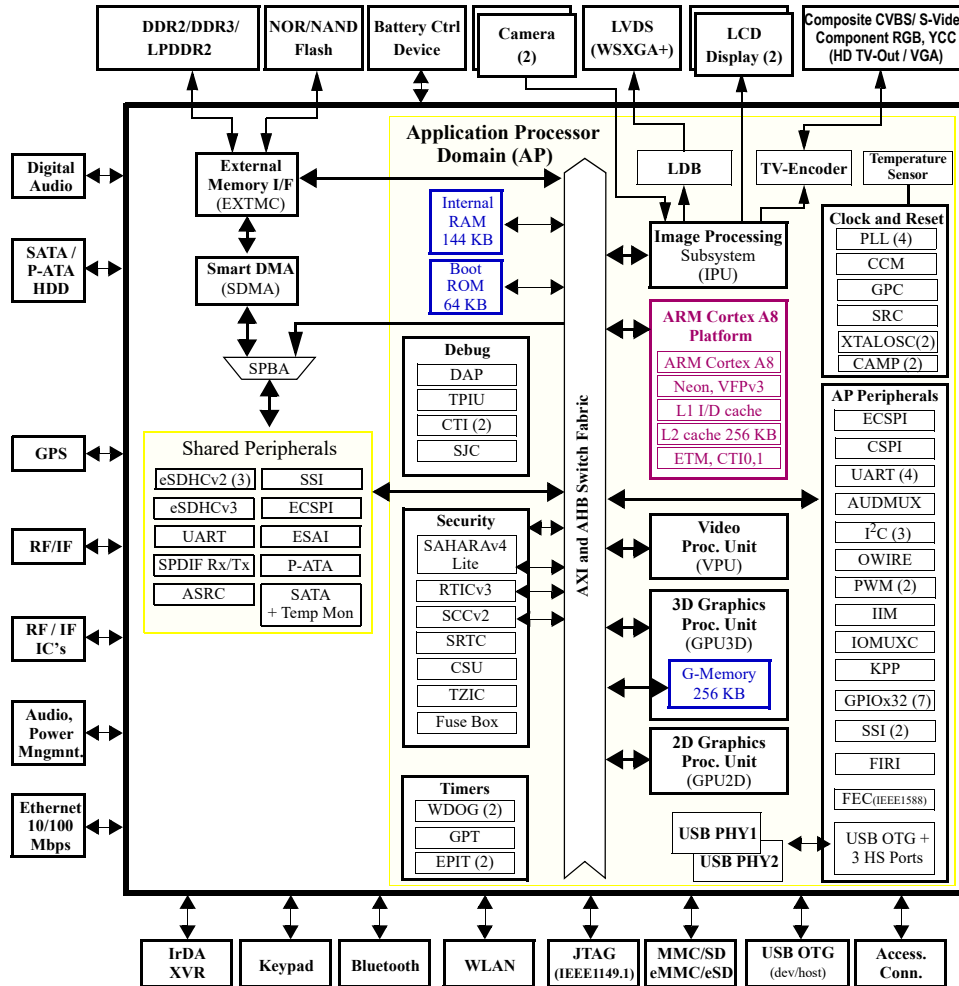 DDR2/DDR3/
LPDDR2
NOR/NAND
Flash
Battery Ctrl
Device
Camera
(2)
LVDS
(WSXGA+)
LCD
Display (2)
Composite CVBS/ S-Vide
Component RGB, YCC
(HD TV-Out / VGA)
Digital
Audio
SATA /
P-ATA
HDD
GPS
RF/IF
RF / IF
IC's
Audio,
Power
Mngmnt.
Ethernet
10/100
Mbps
Application Processor
Domain (AP)
External
Memory I/F
(EXTMC)
Smart DMA
(SDMA)
SPBA
Internal
RAM
144 KB
Boot
ROM
64 KB
LDB
TV-Encoder
Temperature
Sensor
Image Processing
Subsystem
(IPU)
Clock and Reset
PLL (4)
CCM
GPC
SRC
XTALOSC(2)
CAMP (2)
Debug
DAP
TPIU
CTI (2)
SJC
AXI and AHB Switch Fabric
ARM Cortex A8
Platform
ARM Cortex A8
Neon, VFPv3
L1 I/D cache
L2 cache 256 KB
ETM, CTI0,1
Shared Peripherals
eSDHCv2 (3)
SSI
eSDHCv3
ECSPI
UART
ESAI
SPDIF Rx/Tx
P-ATA
ASRC
SATA
+ Temp Mon
Security
SAHARAv4
Lite
RTICv3
SCCv2
SRTC
CSU
TZIC
Fuse Box
Video
Proc. Unit
(VPU)
3D Graphics
Proc. Unit
(GPU3D)
G-Memory
256 KB
2D Graphics
Proc. Unit
(GPU2D)
AP Peripherals
ECSPI
CSPI
UART (4)
AUDMUX
I²C (3)
OWIRE
PWM (2)
IIM
IOMUXC
KPP
GPIOx32 (7)
SSI (2)
FIRI
FEC(IEEE1588)
USB OTG +
3 HS Ports
Timers
WDOG (2)
GPT
EPIT (2)
USB PHY1
USB PHY2
IrDA
XVR
Keypad
Bluetooth
WLAN
JTAG
(IEEE1149.1)
MMC/SD
eMMC/eSD
USB OTG
(dev/host)
Access.
Conn.